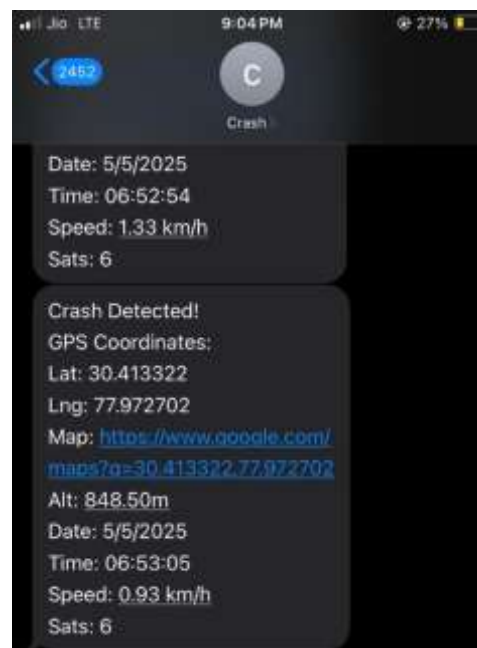 Jio LTE 9:04 PM 27%
2452
C
Crash
Date: 5/5/2025
Time: 06:52:54
Speed: 1.33 km/h
Sats: 6
Crash Detected!
GPS Coordinates:
Lat: 30.413322
Lng: 77.972702
Map: https://www.google.com/
maps?q=30.413322,77.972702
Alt: 848.50m
Date: 5/5/2025
Time: 06:53:05
Speed: 0.93 km/h
Sats: 6